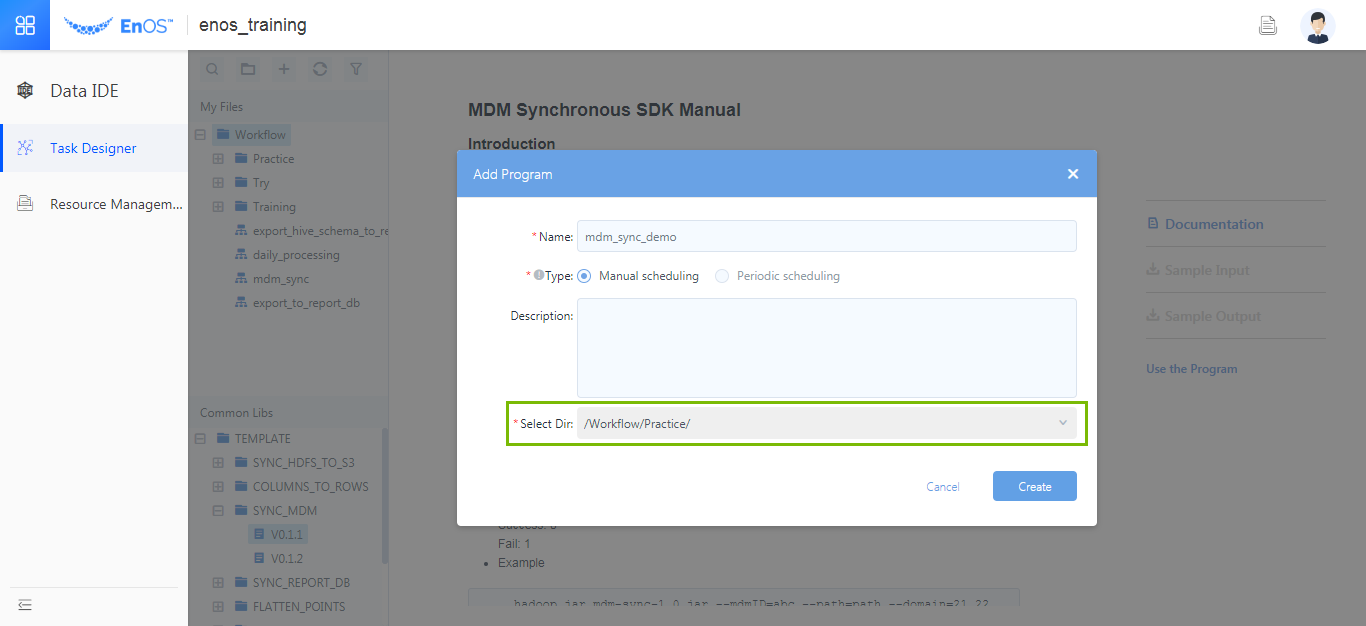 EnOS™
enos_training
Data IDE
Task Designer
Resource Managem...
My Files
Workflow
Practice
Try
Training
export_hive_schema_to_re
daily_processing
mdm_sync
export_to_report_db
Common Libs
TEMPLATE
SYNC_HDFS_TO_S3
COLUMNS_TO_ROWS
SYNC_MDM
V0.1.1
V0.1.2
SYNC_REPORT_DB
FLATTEN_POINTS
MDM Synchronous SDK Manual
Introduction
Add Program
*Name: mdm_sync_demo
*Type: Manual scheduling Periodic scheduling
Description:
*Select Dir: /Workflow/Practice/
Cancel Create
Success: 0
Fail: 1
• Example
hadoop jar mdm-sync-1.0.jar --mdmID=abc --path=path --domain=21,22
Documentation
Sample Input
Sample Output
Use the Program